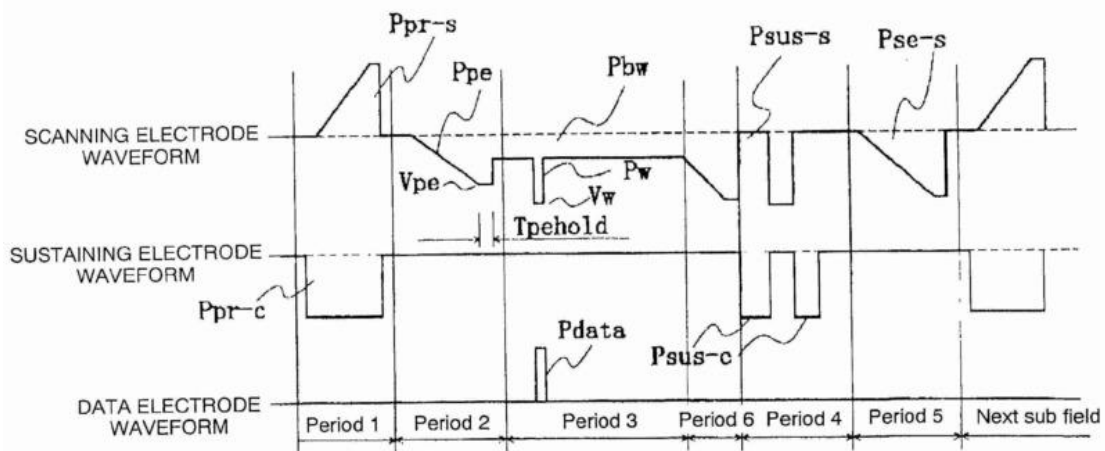 Ppr-s
Psus-s
Pse-s
Ppe
Pbw
SCANNING ELECTRODE
WAVEFORM
Vpe
Pw
Vw
Tpehold
SUSTAINING ELECTRODE
WAVEFORM
Ppr-c
Pdata
Psus-c
DATA ELECTRODE
WAVEFORM
Period 1
Period 2
Period 3
Period 6
Period 4
Period 5
Next sub field